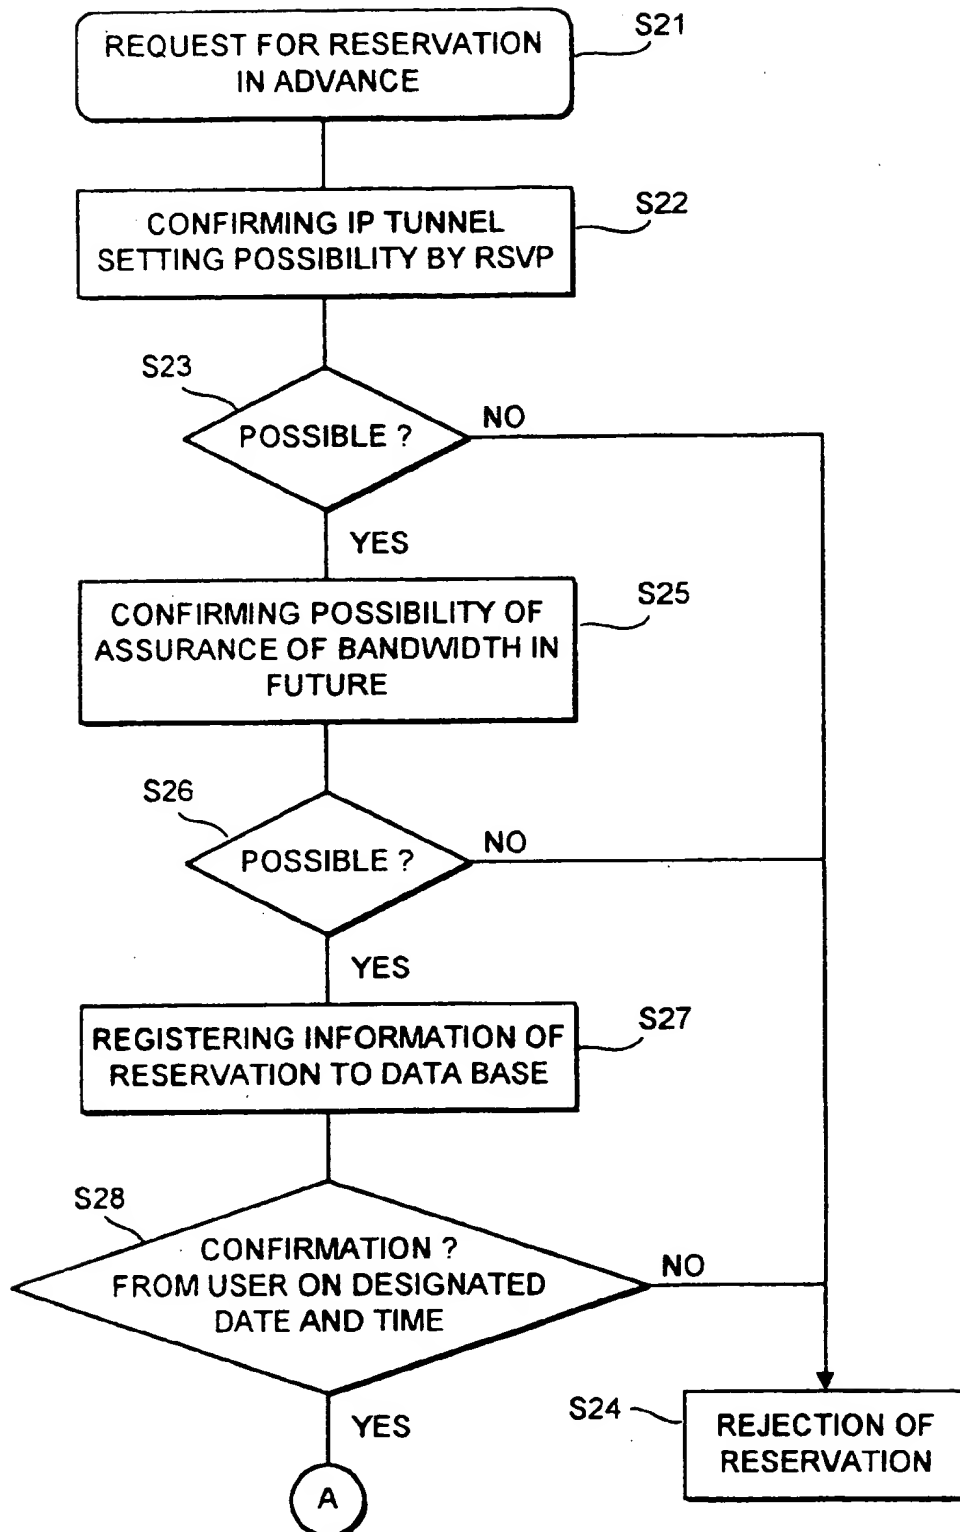 REQUEST FOR RESERVATION
IN ADVANCE
S21
CONFIRMING IP TUNNEL
SETTING POSSIBILITY BY RSVP
S22
S23
POSSIBLE ?
NO
YES
CONFIRMING POSSIBILITY OF
ASSURANCE OF BANDWIDTH IN
FUTURE
S25
S26
POSSIBLE ?
NO
YES
REGISTERING INFORMATION OF
RESERVATION TO DATA BASE
S27
S28
CONFIRMATION ?
FROM USER ON DESIGNATED
DATE AND TIME
NO
YES
A
S24
REJECTION OF
RESERVATION